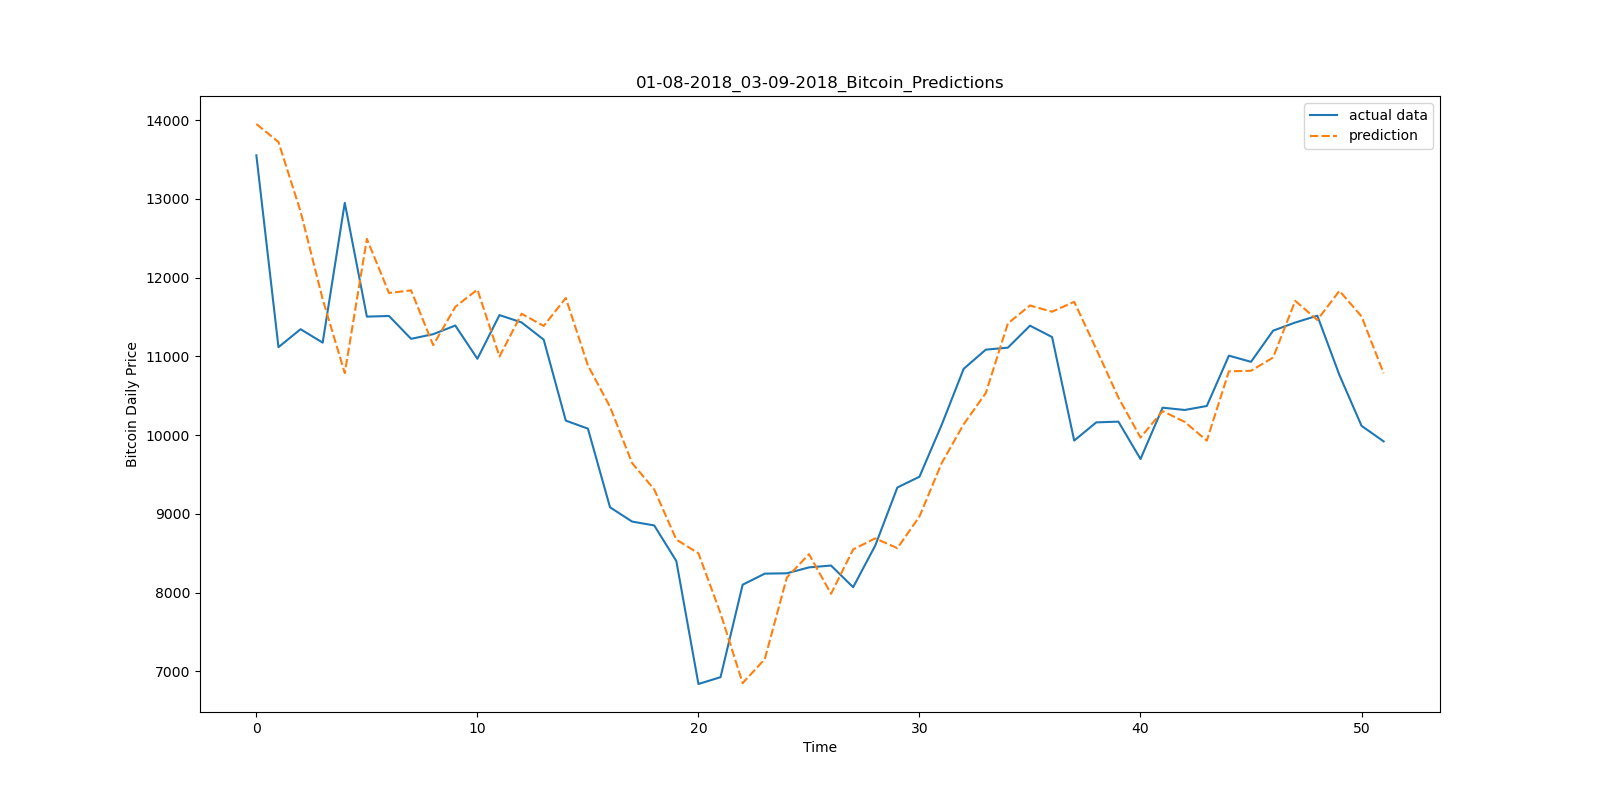 01-08-2018_03-09-2018_Bitcoin_Predictions
actual data
prediction
14000
13000
12000
11000
10000
9000
8000
7000
Bitcoin Daily Price
0 10 20 30 40 50
Time